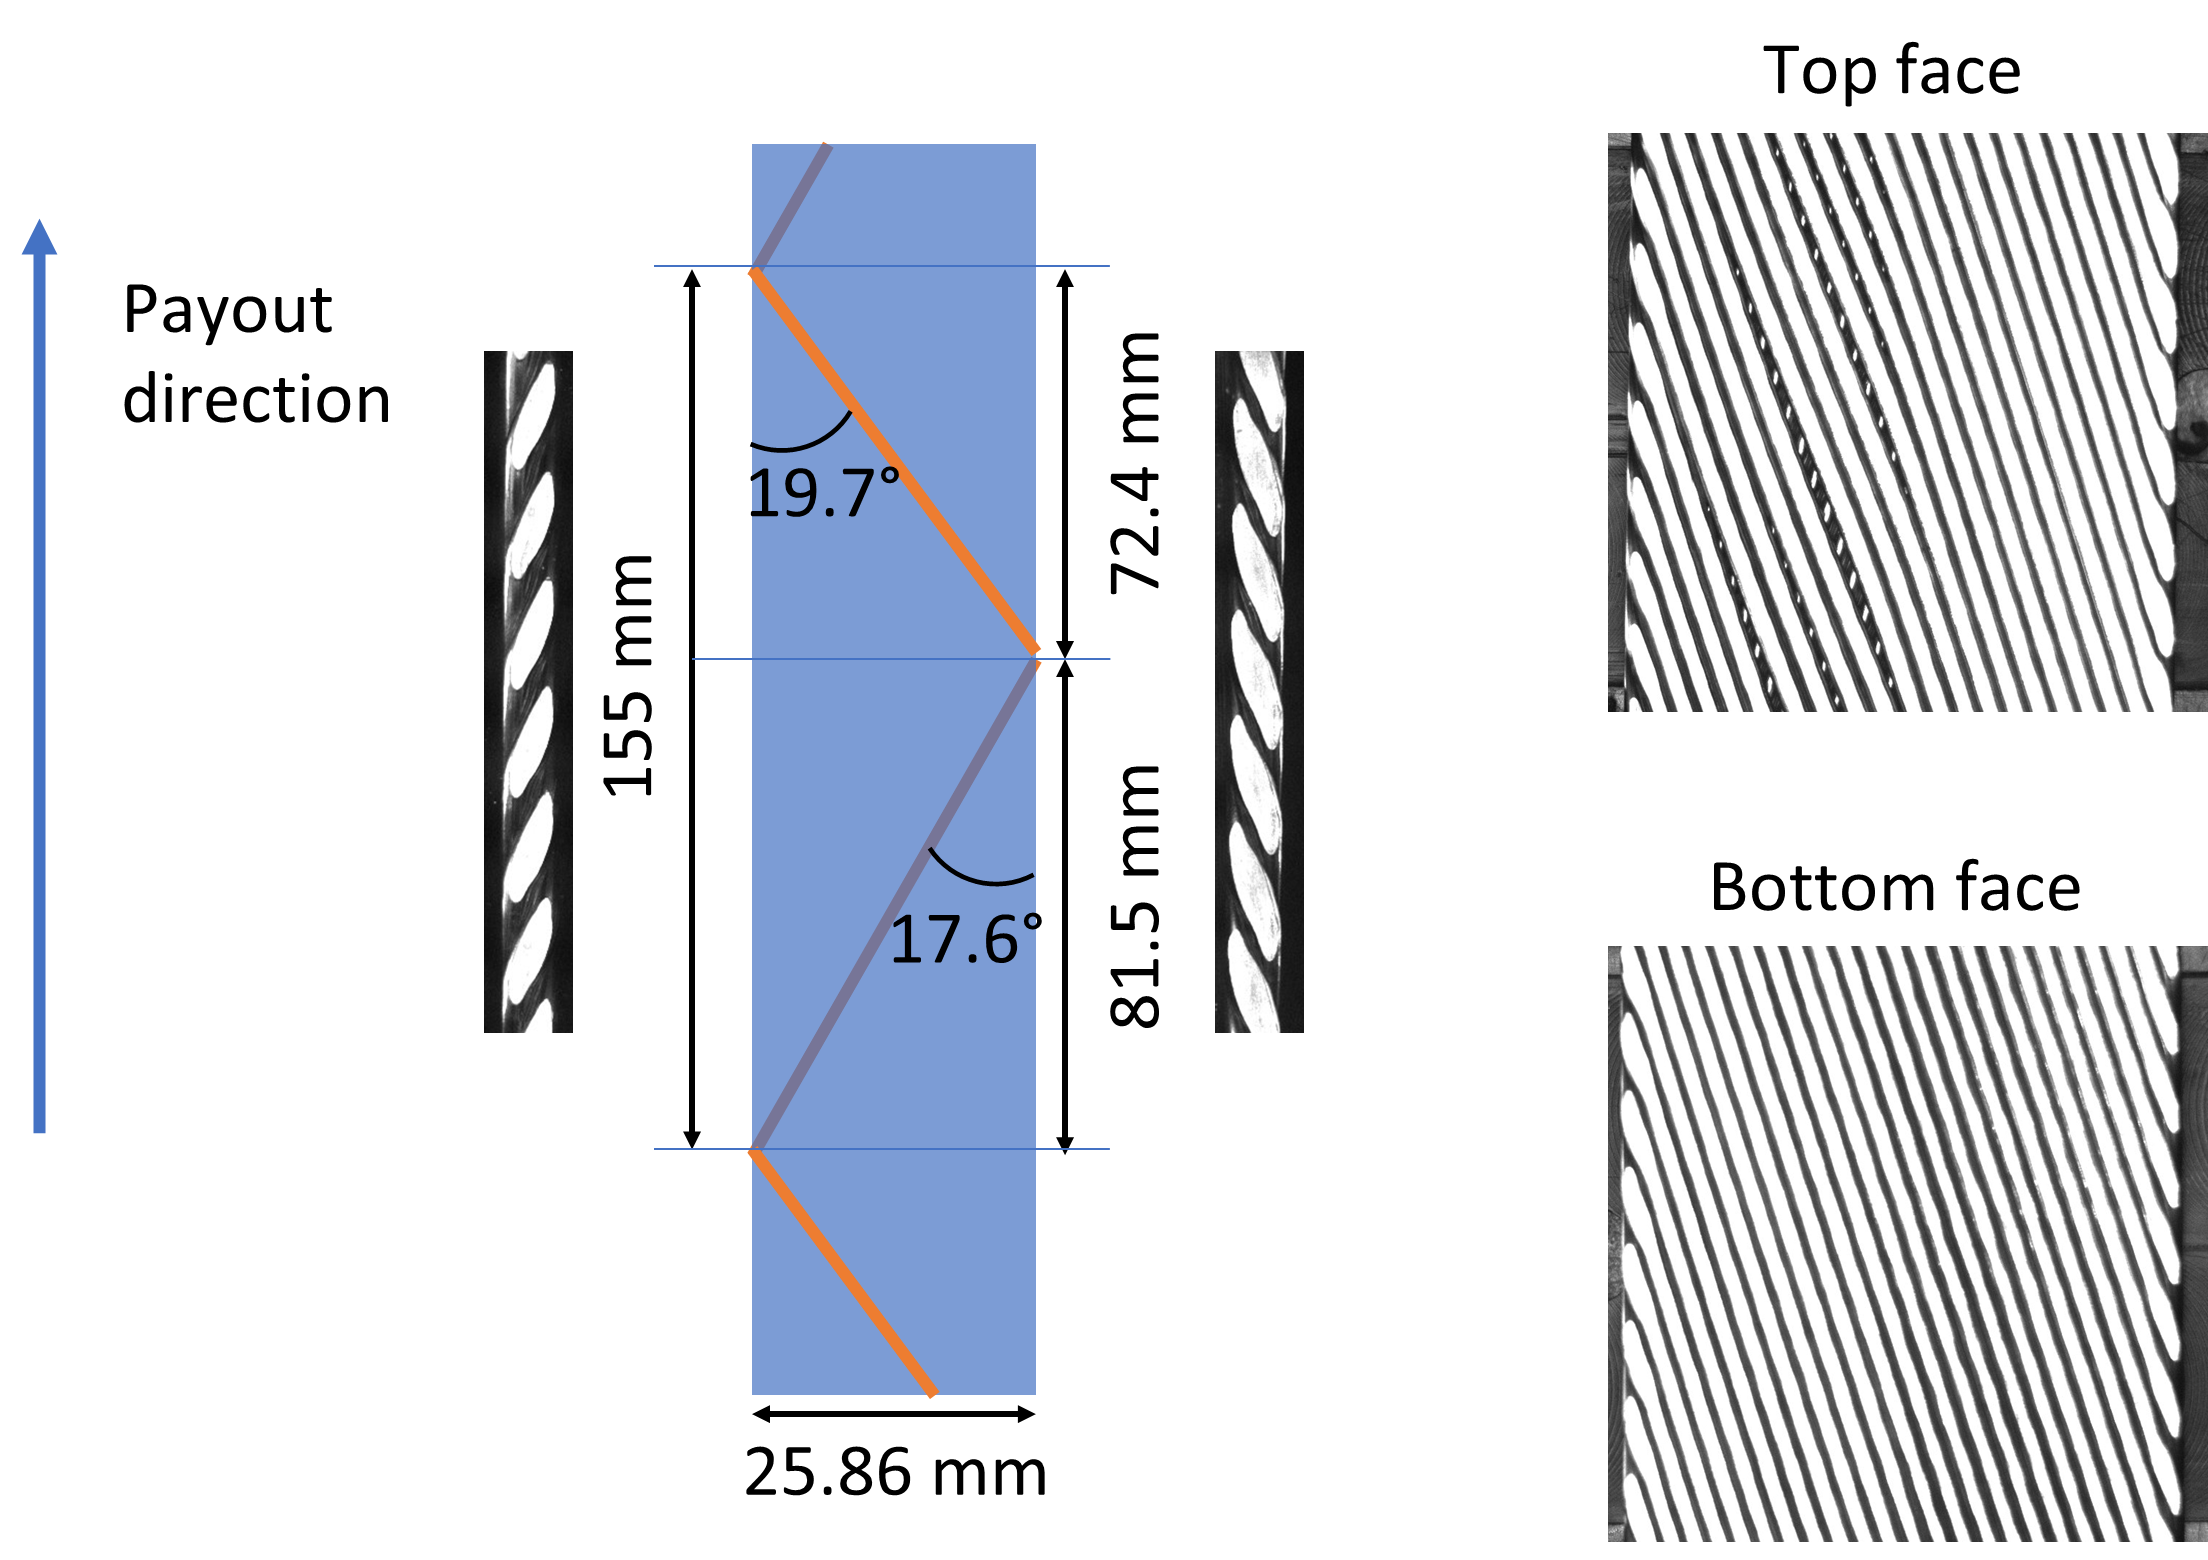 Top face
Payout
direction
72.4 mm
19.7°
155 mm
81.5 mm
Bottom face
17.6°
25.86 mm